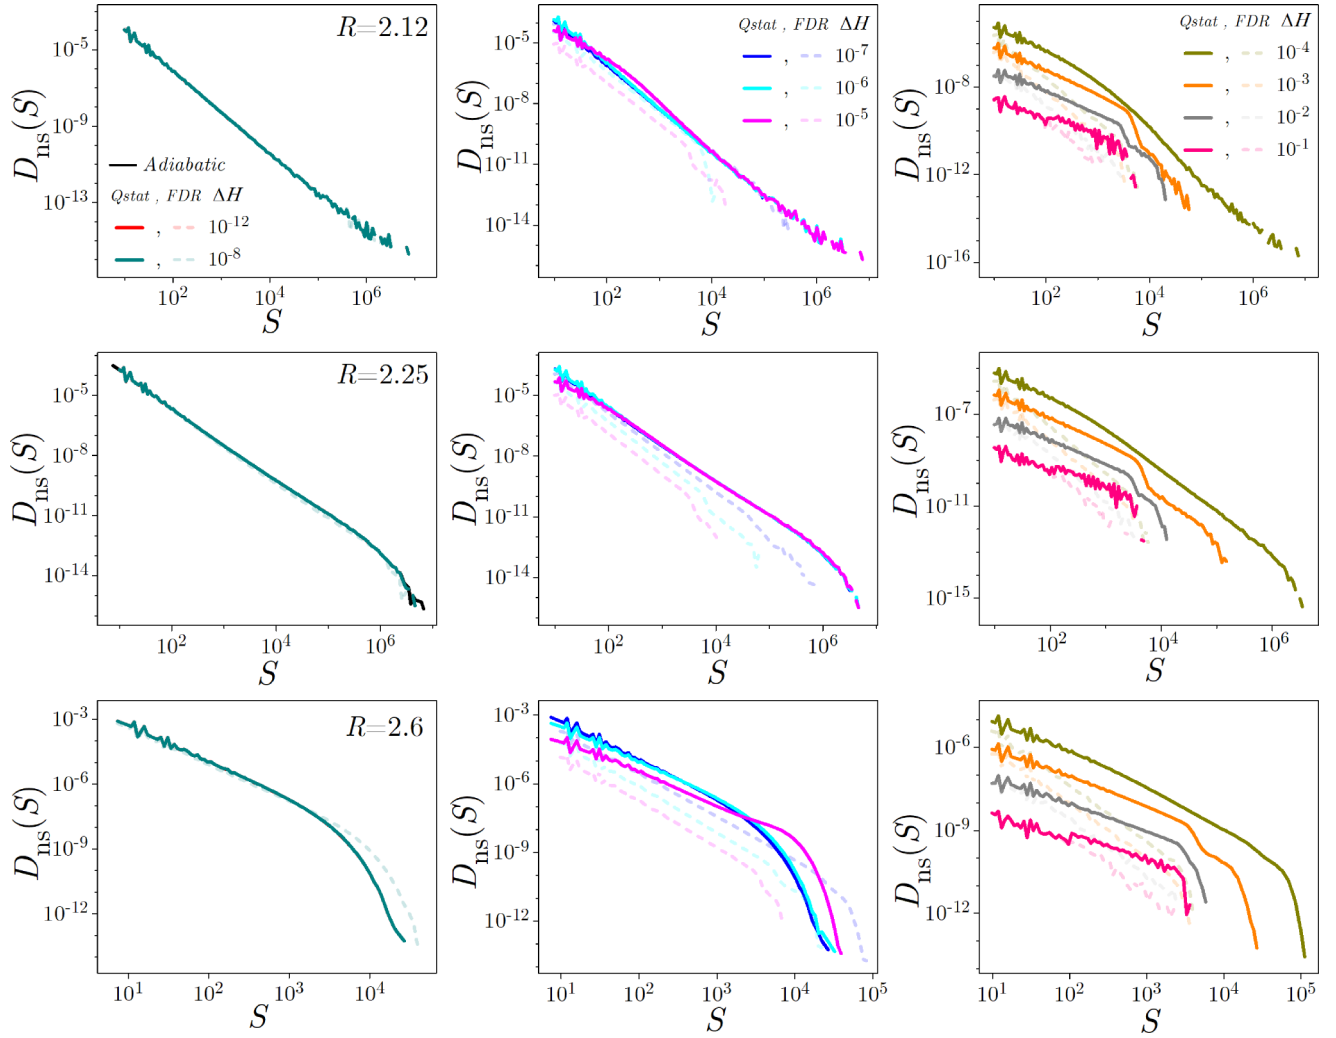 R=2.12
D_ns(S)
10^-5
10^-9
10^-13
Adiabatic
Qstat , FDR ΔH
, 10^-12
, 10^-8
10^2 10^4 10^6
S
D_ns(S)
10^-5
10^-8
10^-11
10^-14
Qstat , FDR ΔH
, 10^-7
, 10^-6
, 10^-5
10^2 10^4 10^6
S
D_ns(S)
10^-8
10^-12
10^-16
Qstat , FDR ΔH
, 10^-4
, 10^-3
, 10^-2
, 10^-1
10^2 10^4 10^6
S
R=2.25
D_ns(S)
10^-5
10^-8
10^-11
10^-14
10^2 10^4 10^6
S
D_ns(S)
10^-5
10^-8
10^-11
10^-14
10^2 10^4 10^6
S
D_ns(S)
10^-7
10^-11
10^-15
10^2 10^4 10^6
S
R=2.6
D_ns(S)
10^-3
10^-6
10^-9
10^-12
10^1 10^2 10^3 10^4
S
D_ns(S)
10^-3
10^-6
10^-9
10^-12
10^1 10^2 10^3 10^4 10^5
S
D_ns(S)
10^-6
10^-9
10^-12
10^1 10^2 10^3 10^4 10^5
S